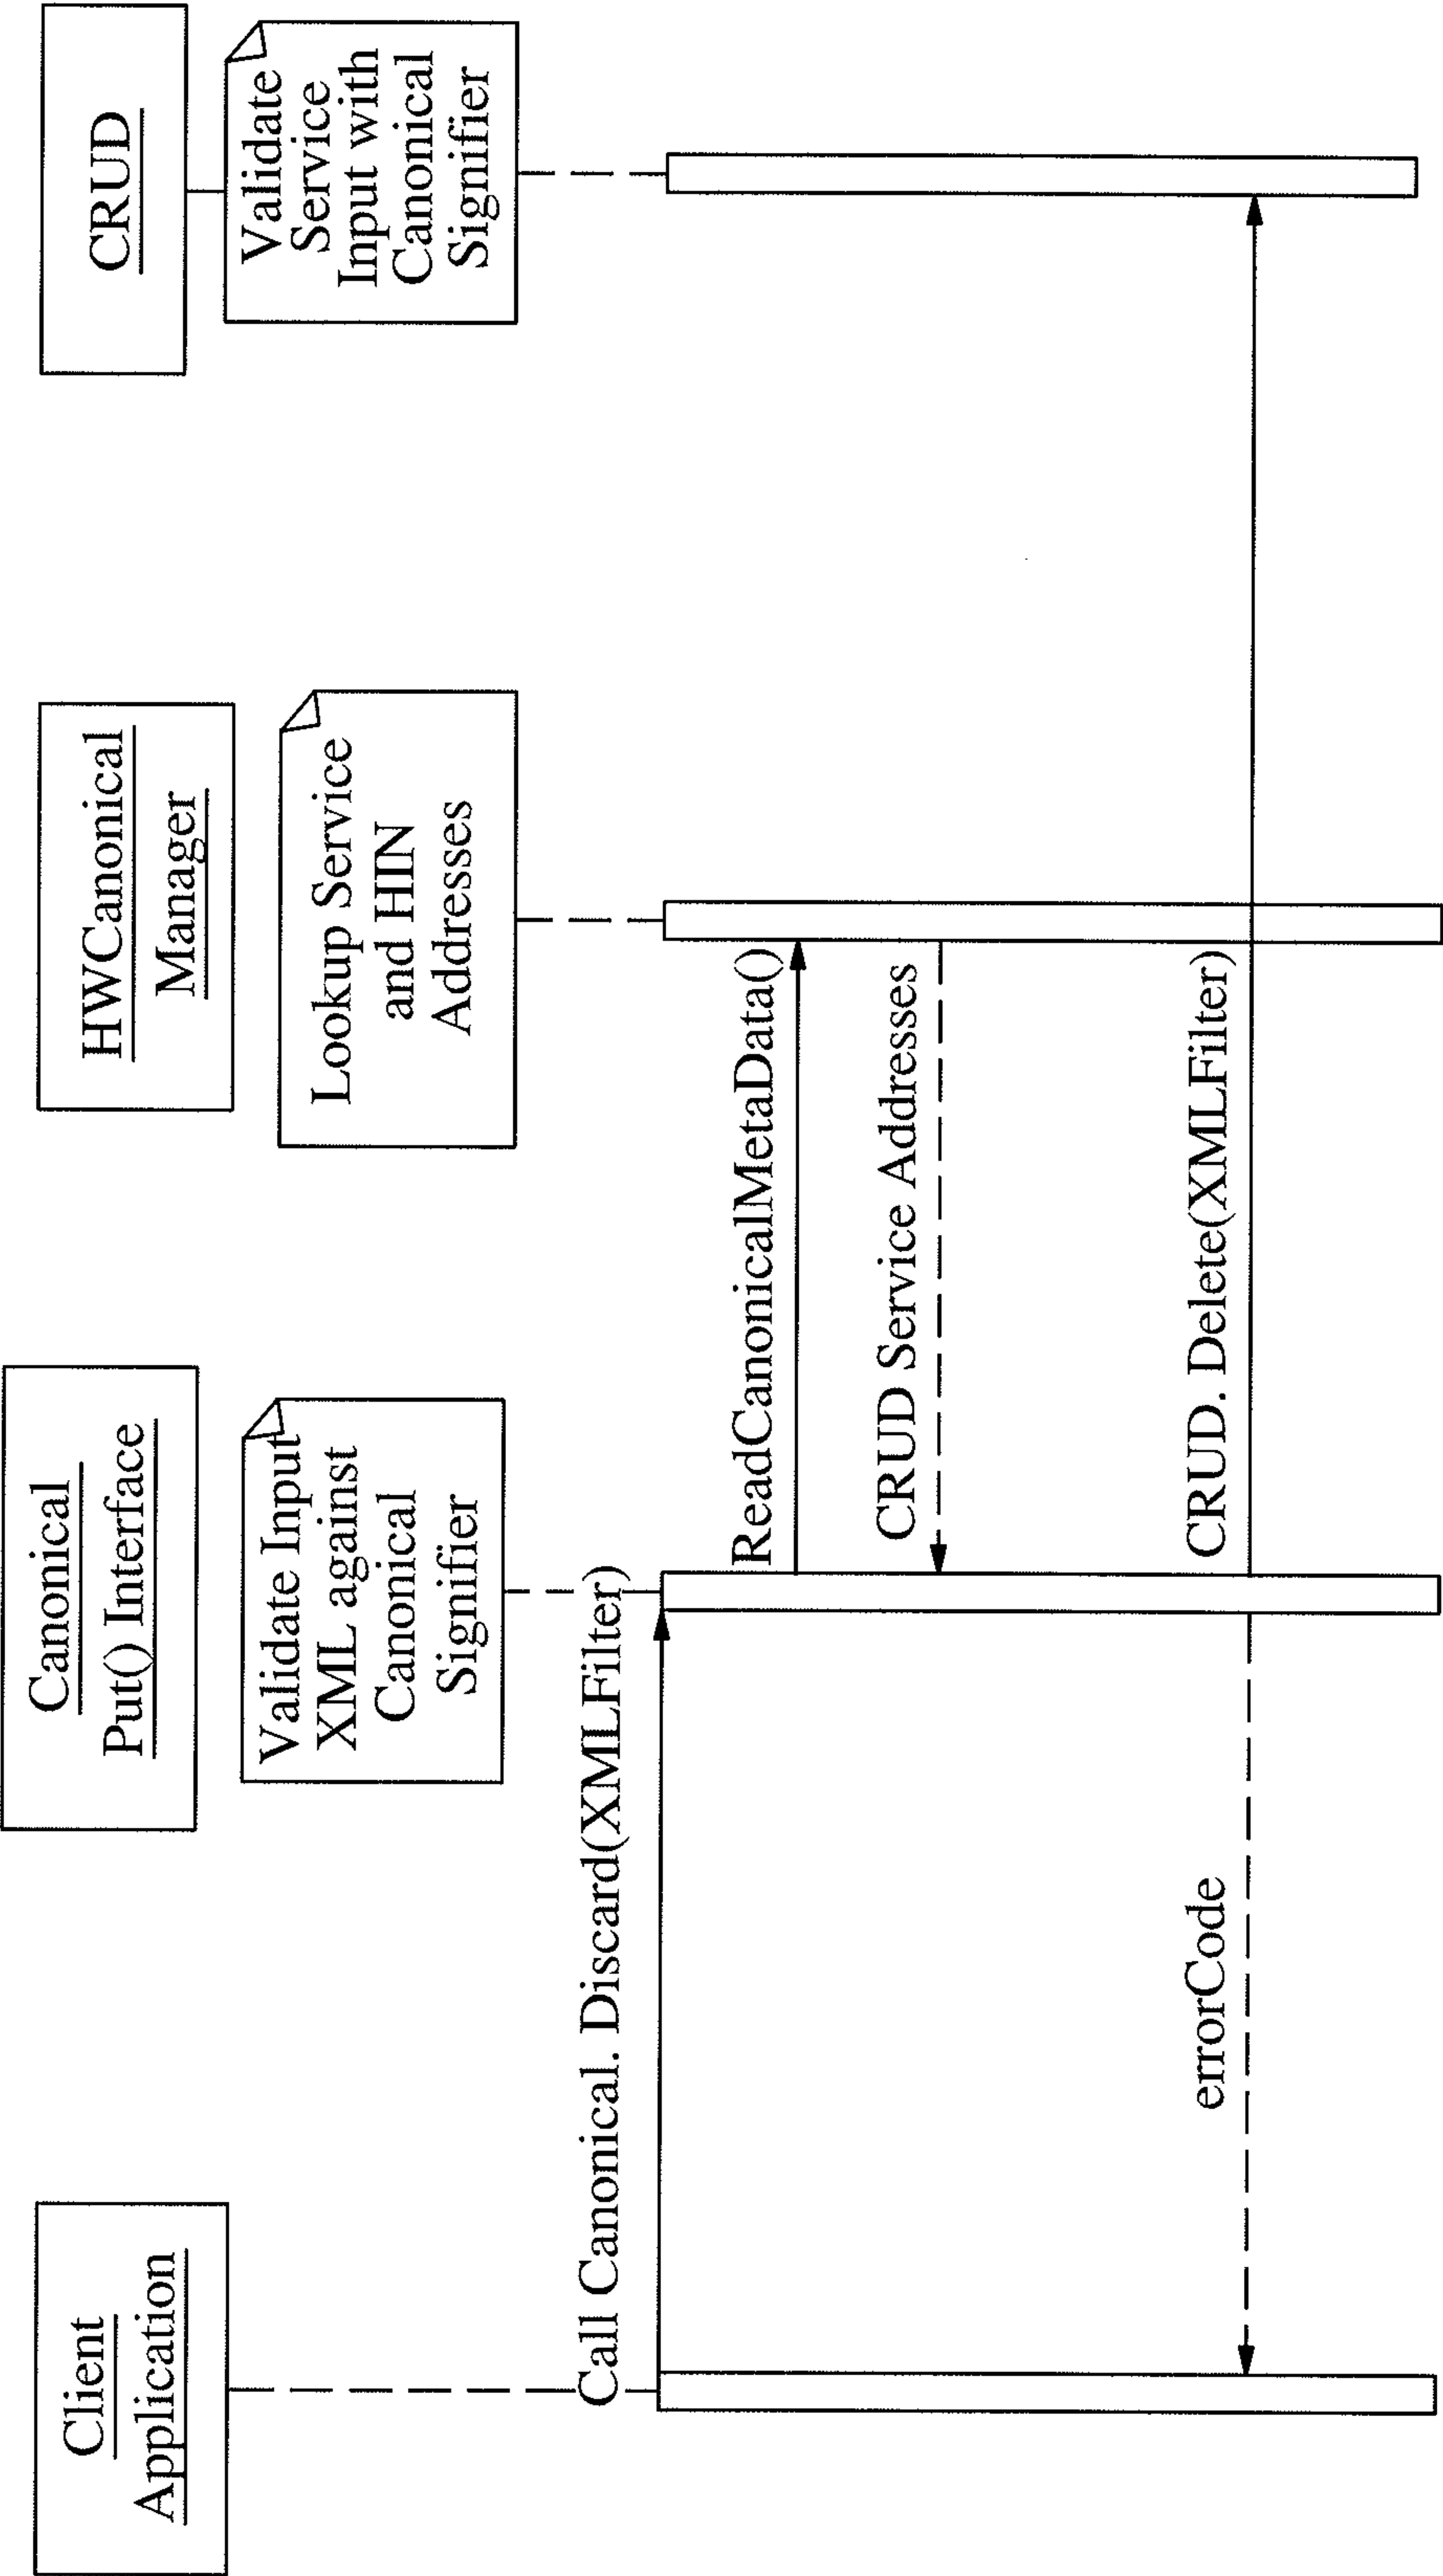 Client
Application
Canonical
Put() Interface
HWCanonical
Manager
CRUD
Validate Input
XML against
Canonical
Signifier
Lookup Service
and HIN
Addresses
Validate
Service
Input with
Canonical
Signifier
Call Canonical. Discard(XMLFilter)
ReadCanonicalMetaData()
CRUD Service Addresses
CRUD. Delete(XMLFilter)
errorCode